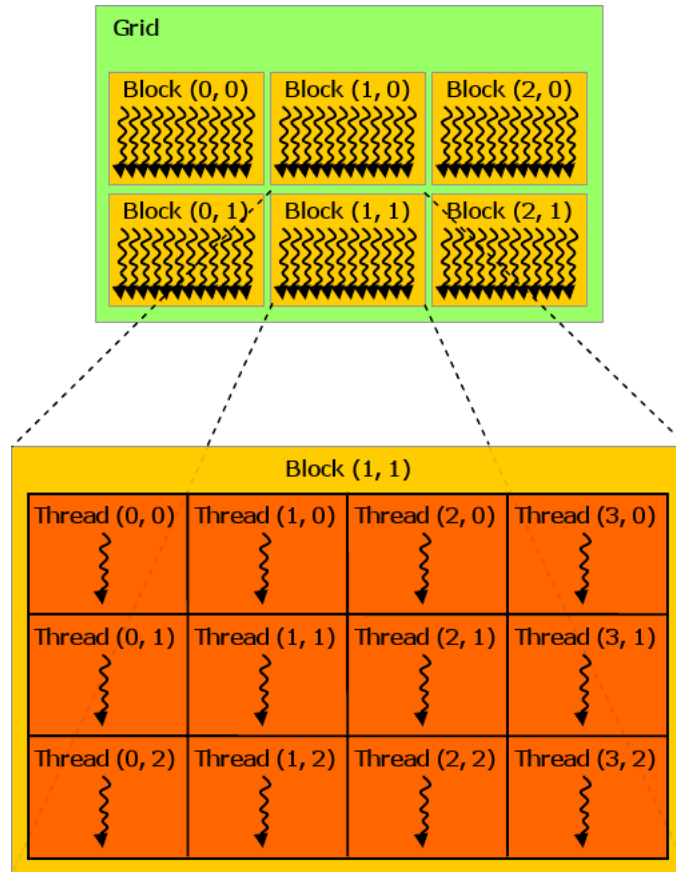 Grid
Block (0, 0) Block (1, 0) Block (2, 0)
Block (0, 1) Block (1, 1) Block (2, 1)
Block (1, 1)
Thread (0, 0) Thread (1, 0) Thread (2, 0) Thread (3, 0)
Thread (0, 1) Thread (1, 1) Thread (2, 1) Thread (3, 1)
Thread (0, 2) Thread (1, 2) Thread (2, 2) Thread (3, 2)